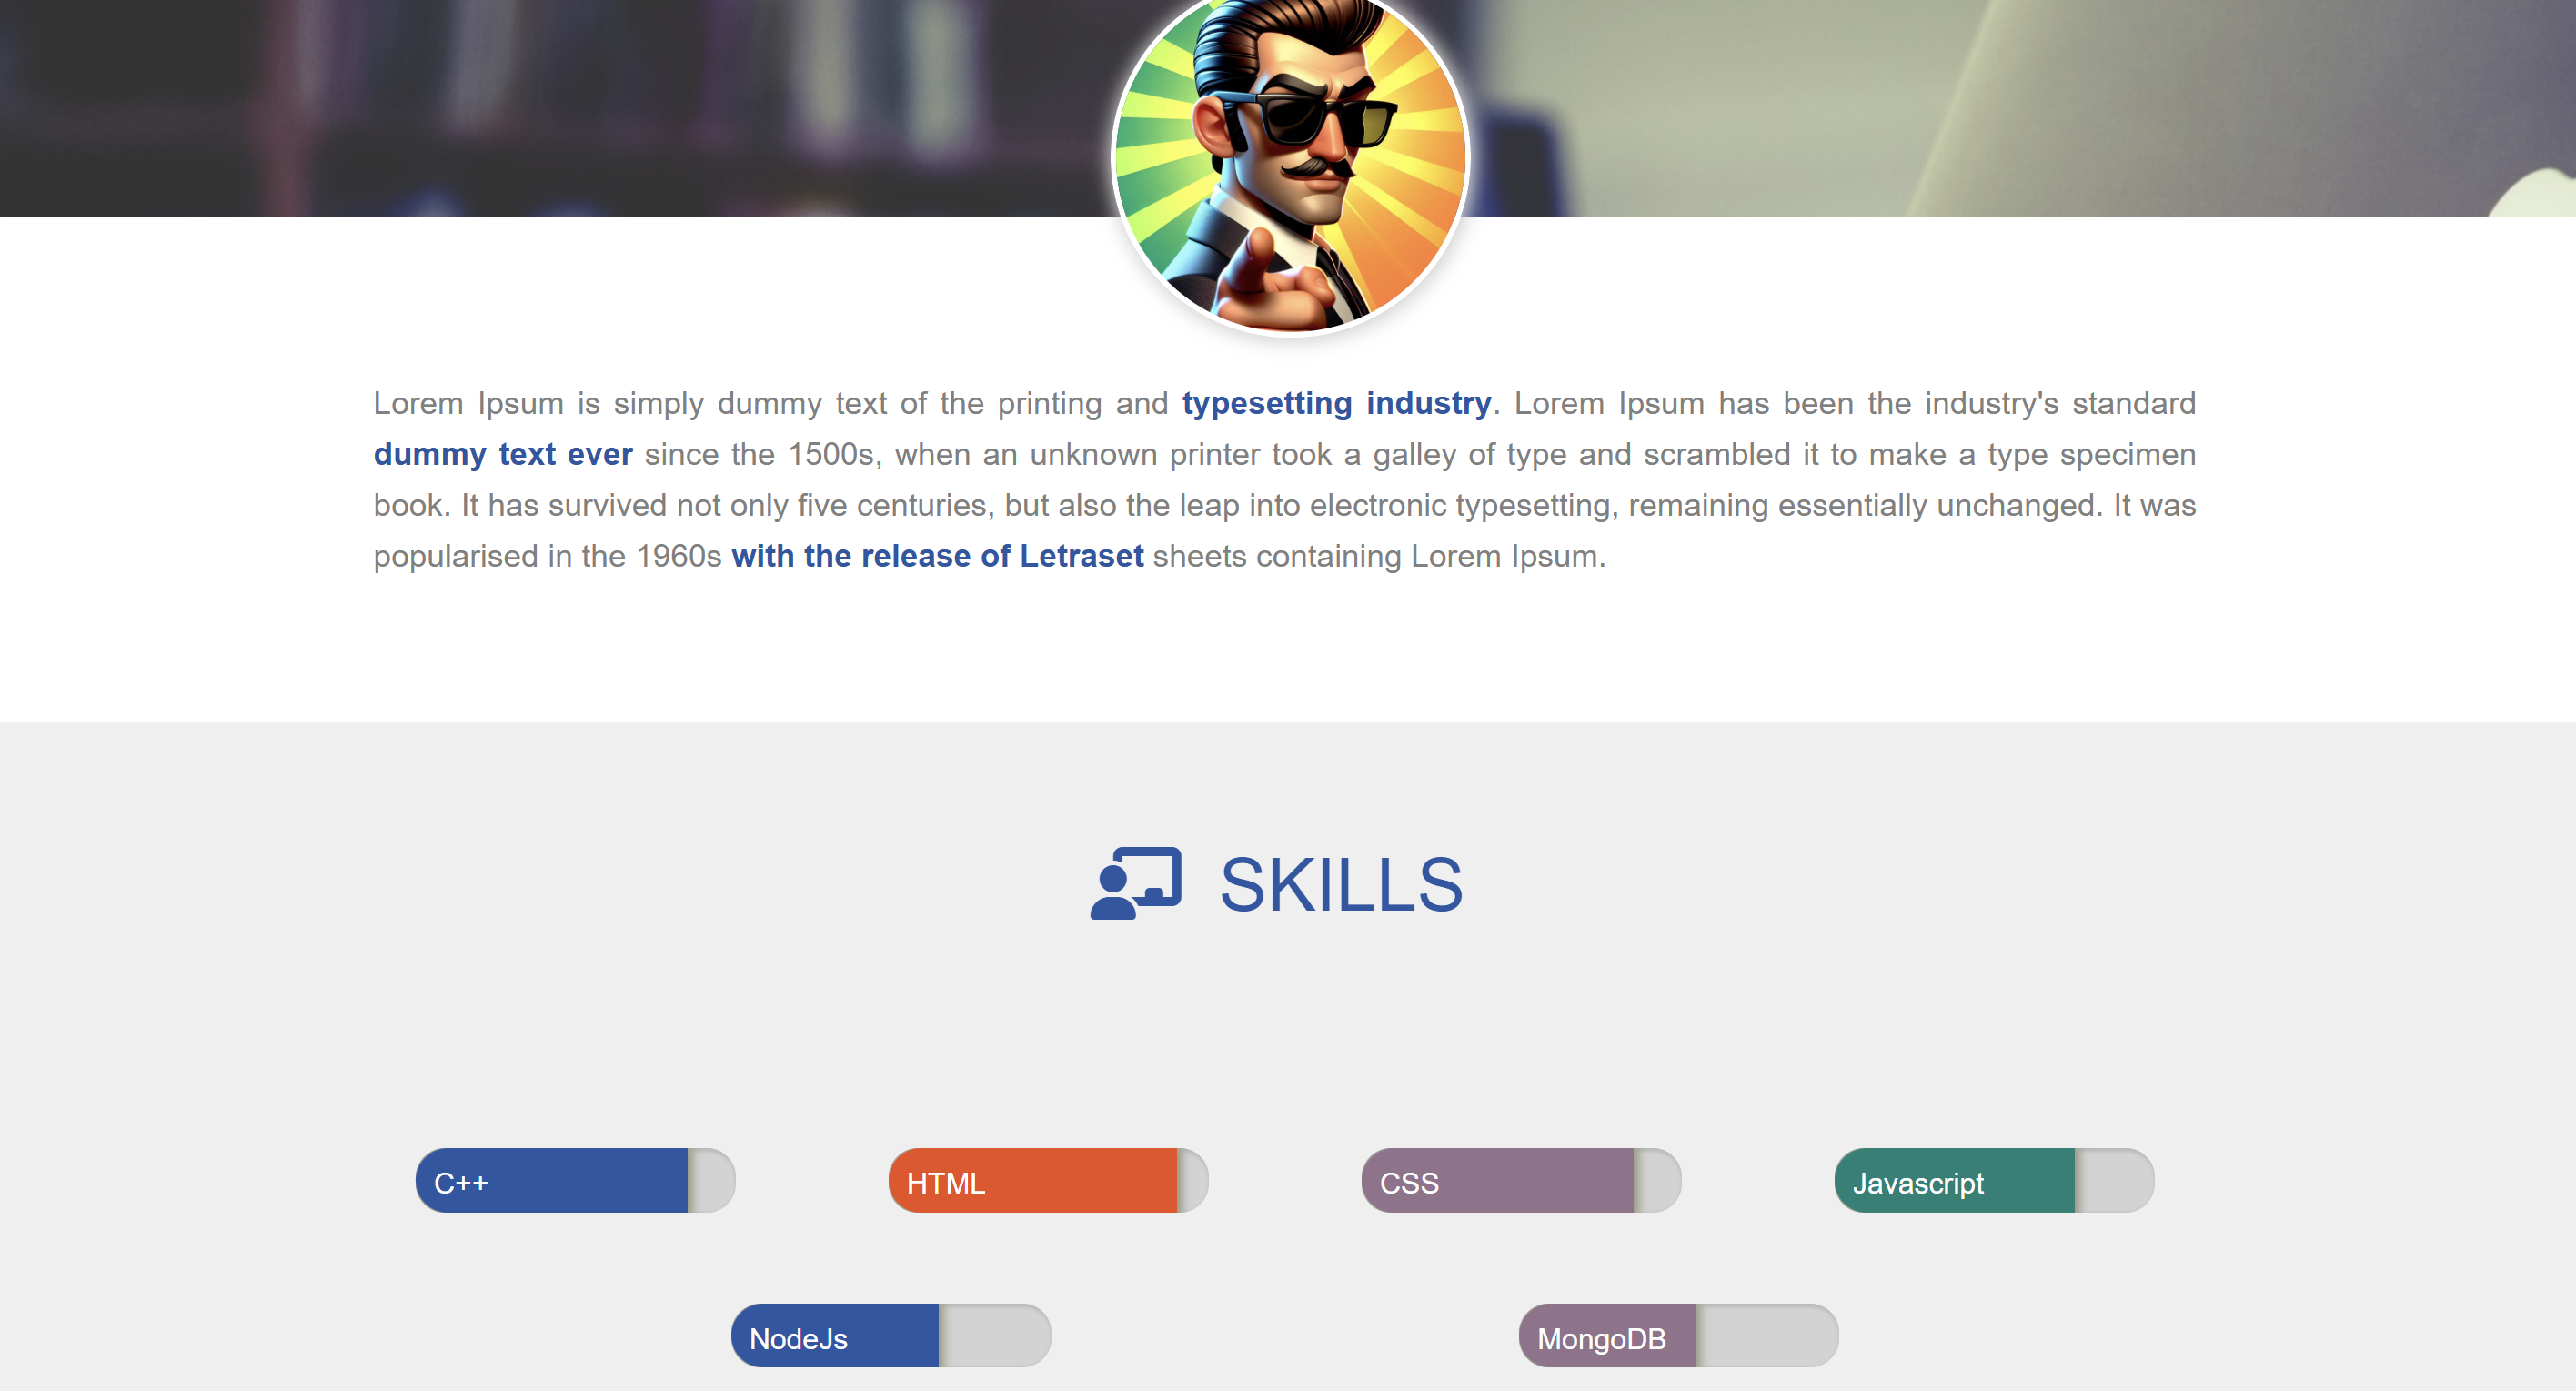 Lorem Ipsum is simply dummy text of the printing and typesetting industry. Lorem Ipsum has been the industry's standard
dummy text ever since the 1500s, when an unknown printer took a galley of type and scrambled it to make a type specimen
book. It has survived not only five centuries, but also the leap into electronic typesetting, remaining essentially unchanged. It was
popularised in the 1960s with the release of Letraset sheets containing Lorem Ipsum.
SKILLS
C++
HTML
CSS
Javascript
NodeJs
MongoDB